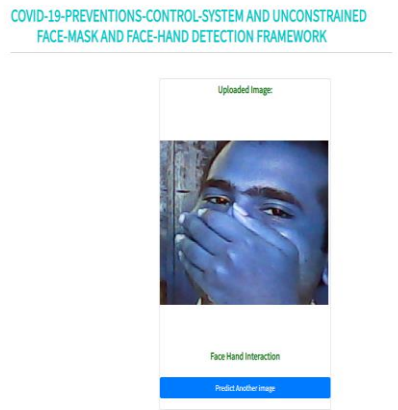 COVID-19-PREVENTIONS-CONTROL-SYSTEM AND UNCONSTRAINED
FACE-MASK AND FACE-HAND DETECTION FRAMEWORK
Uploaded Image:
Face Hand Interaction
Predict Another image